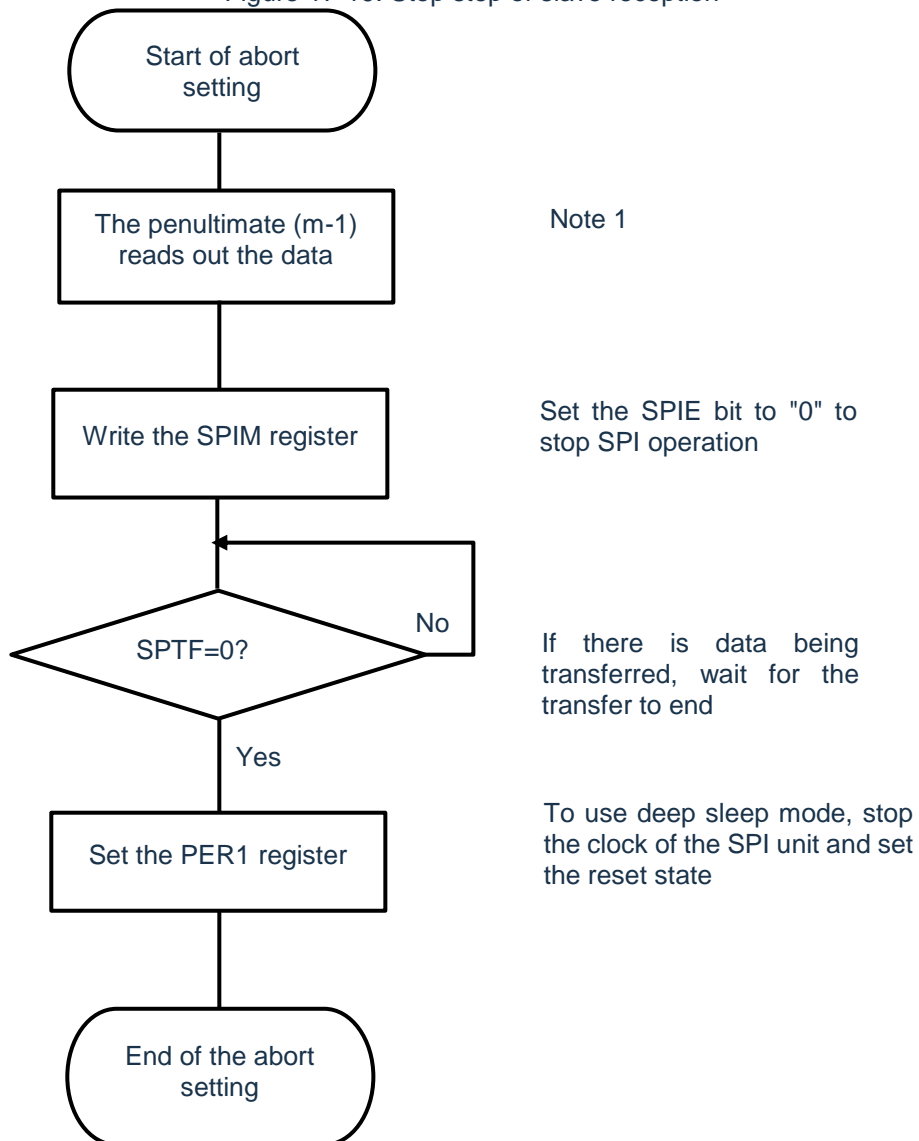 Start of abort
setting
The penultimate (m-1)
reads out the data
Note 1
Write the SPIM register
Set the SPIE bit to "0" to
stop SPI operation
No
SPTF=0?
If there is data being
transferred, wait for the
transfer to end
Yes
Set the PER1 register
To use deep sleep mode, stop
the clock of the SPI unit and set
the reset state
End of the abort
setting